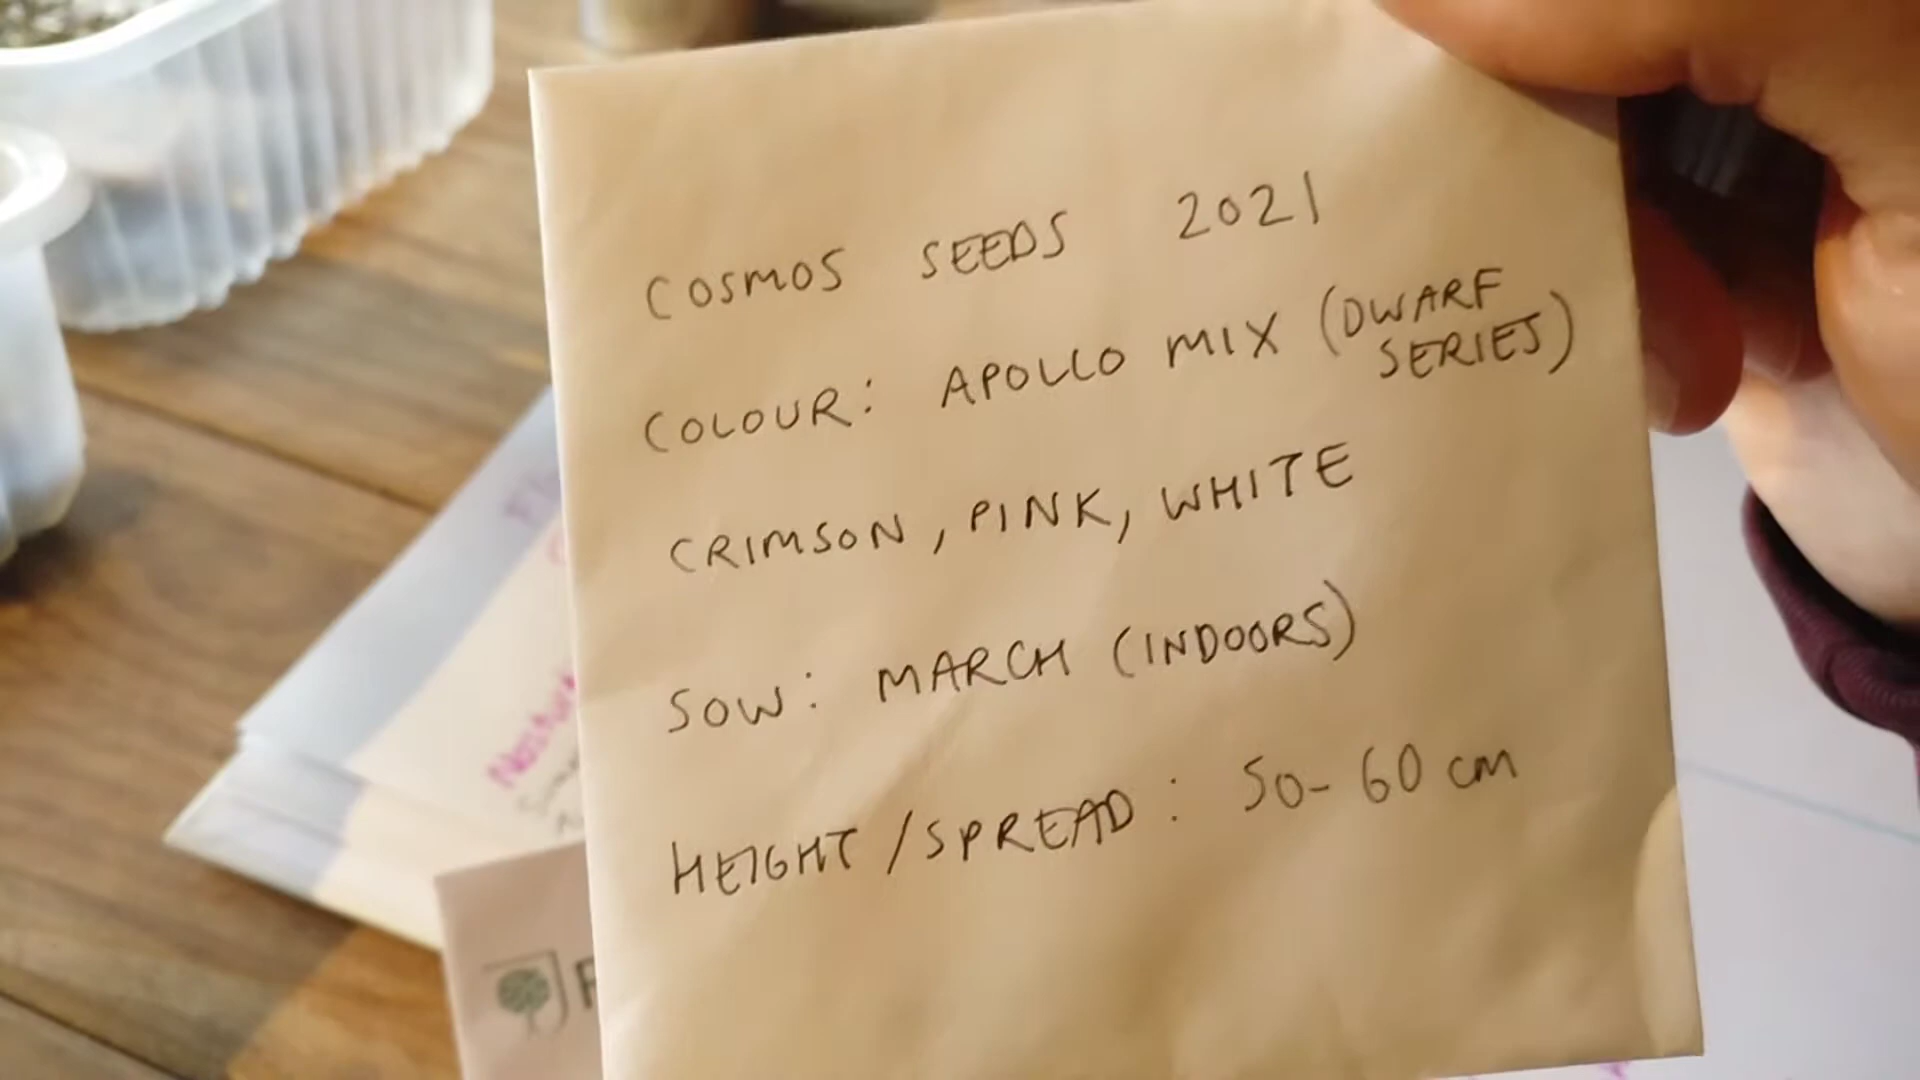 COSMOS SEEDS 2021
COLOUR: APOLLO MIX (DWARF
SERIES)
CRIMSON, PINK, WHITE
SOW: MARCH (INDOORS)
HEIGHT/SPREAD: 50-60 cm